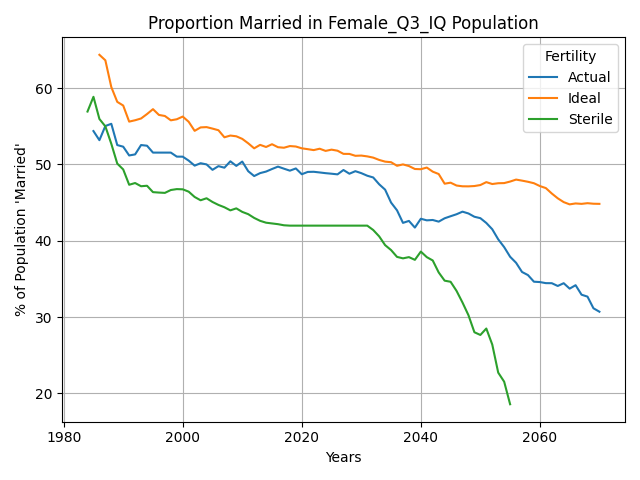 Proportion Married in Female_Q3_IQ Population
Fertility
Actual
Ideal
Sterile
% of Population 'Married'
60
50
40
30
20
1980
2000
2020
2040
2060
Years